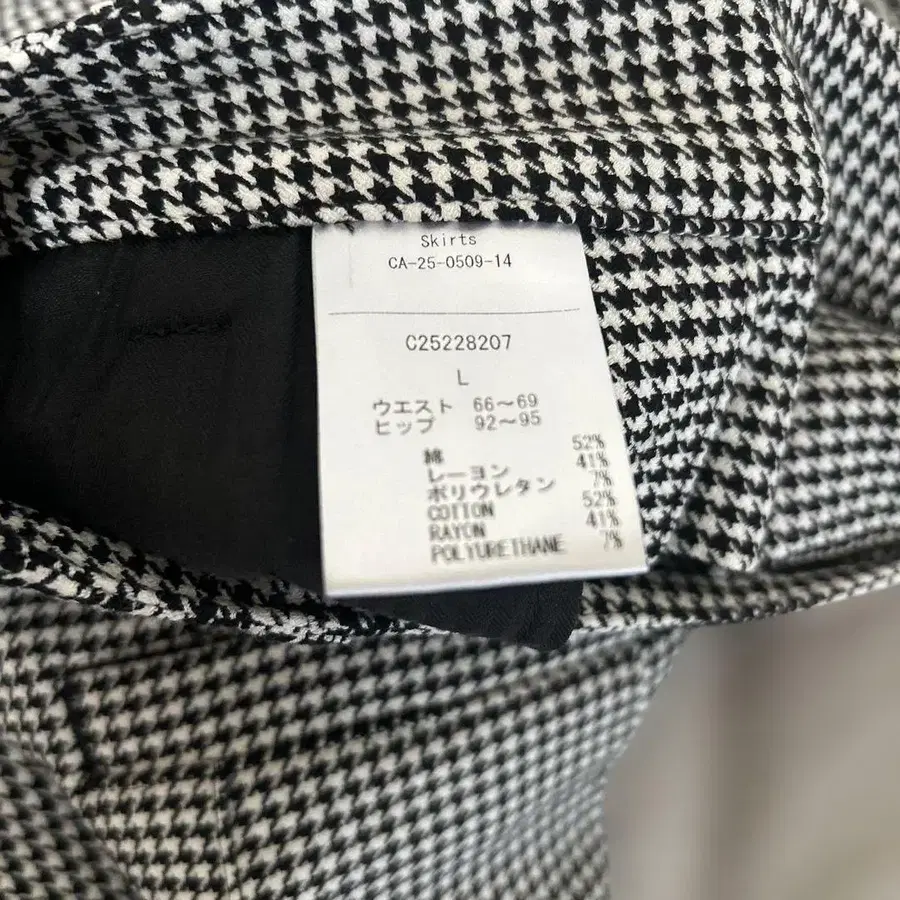 Skirts
CA-25-0509-14
C25228207
L
ウエスト 66～69
ヒップ 92～95
綿 52%
レーヨン 41%
ポリウレタン 7%
COTTON 52%
RAYON 41%
POLYURETHANE 7%